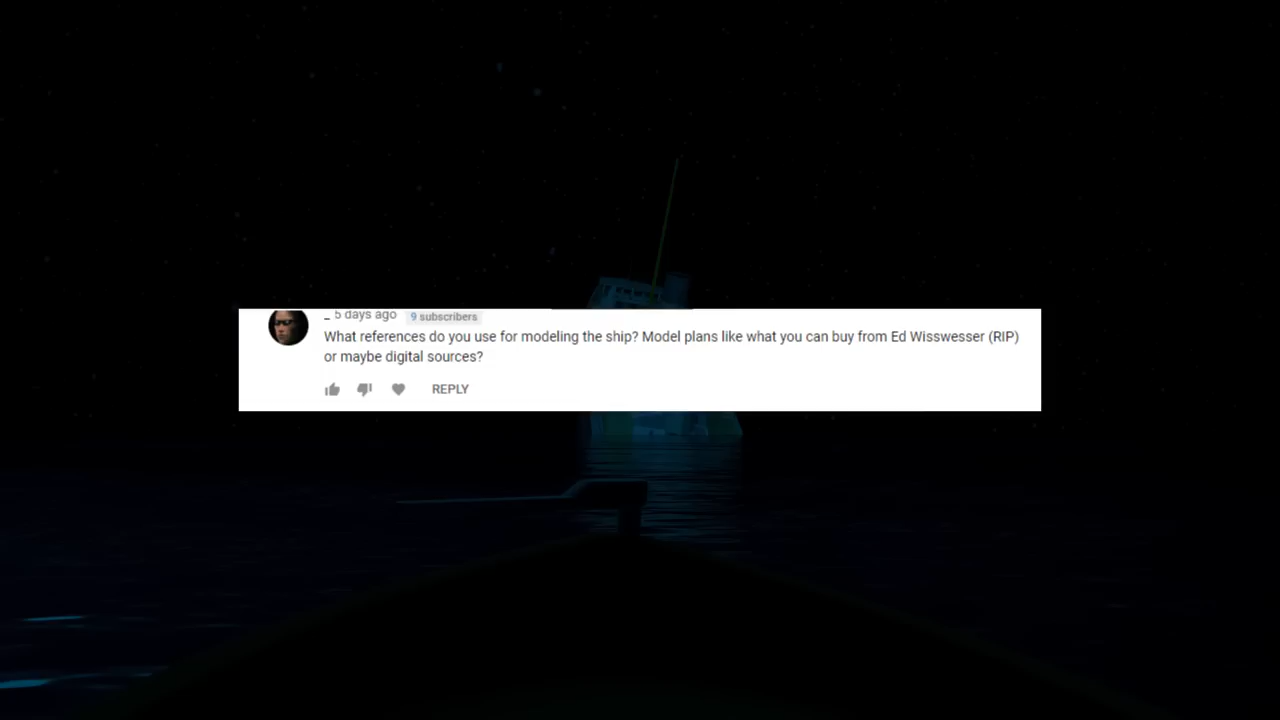 _ 5 days ago 9 subscribers
What references do you use for modeling the ship? Model plans like what you can buy from Ed Wisswesser (RIP)
or maybe digital sources?
REPLY